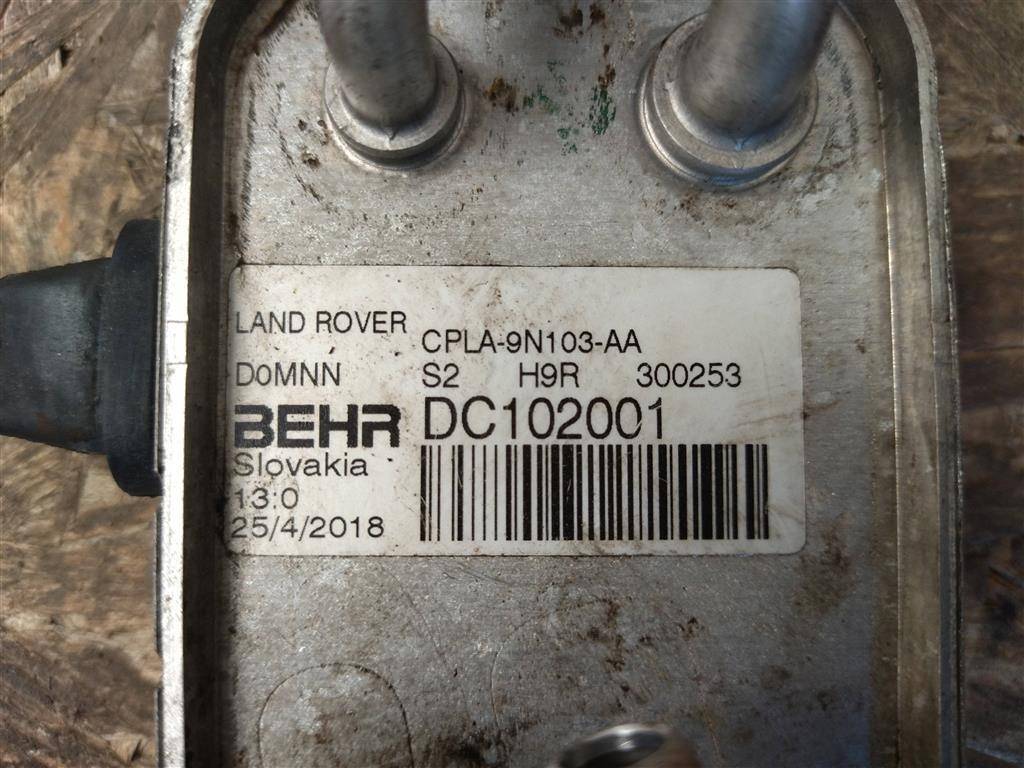 LAND ROVER CPLA-9N103-AA
D0MNN S2 H9R 300253
BEHR DC102001
Slovakia
13:0
25/4/2018